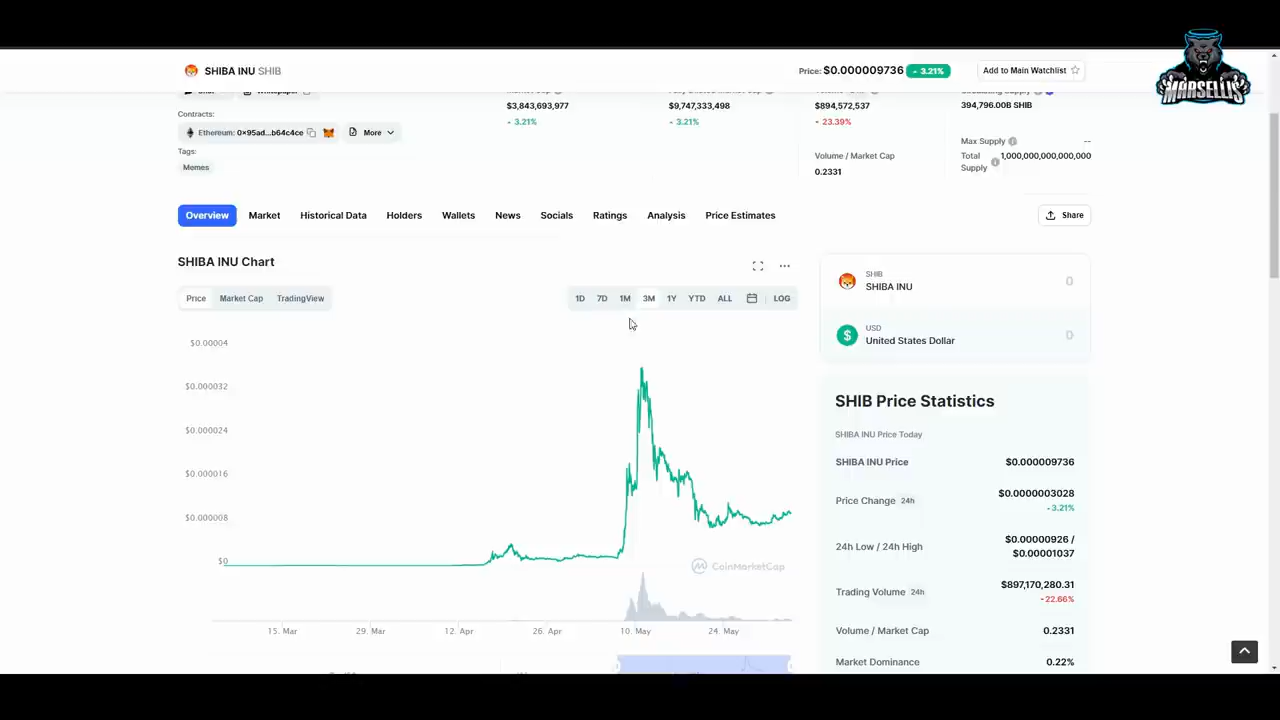 MARSELLIS
SHIBA INU SHIB
Price: $0.000009736 3.21%
Add to Main Watchlist
$3,843,693,977
$9,747,333,498
$894,572,537
394,796.00B SHIB
3.21%
3.21%
23.39%
Contracts:
Ethereum: 0x95ad...b64c4ce
More
Max Supply --
Total Supply 1,000,000,000,000,000
Tags:
Memes
Volume / Market Cap
0.2331
Overview Market Historical Data Holders Wallets News Socials Ratings Analysis Price Estimates
Share
SHIBA INU Chart
Price Market Cap TradingView
1D 7D 1M 3M 1Y YTD ALL LOG
SHIB
SHIBA INU
0
USD
United States Dollar
0
$0.00004
$0.000032
$0.000024
$0.000016
$0.000008
$0
CoinMarketCap
15. Mar 29. Mar 12. Apr 26. Apr 10. May 24. May
SHIB Price Statistics
SHIBA INU Price Today
SHIBA INU Price $0.000009736
Price Change 24h $0.0000003028
3.21%
24h Low / 24h High $0.00000926 /
$0.00001037
Trading Volume 24h $897,170,280.31
22.66%
Volume / Market Cap 0.2331
Market Dominance 0.22%